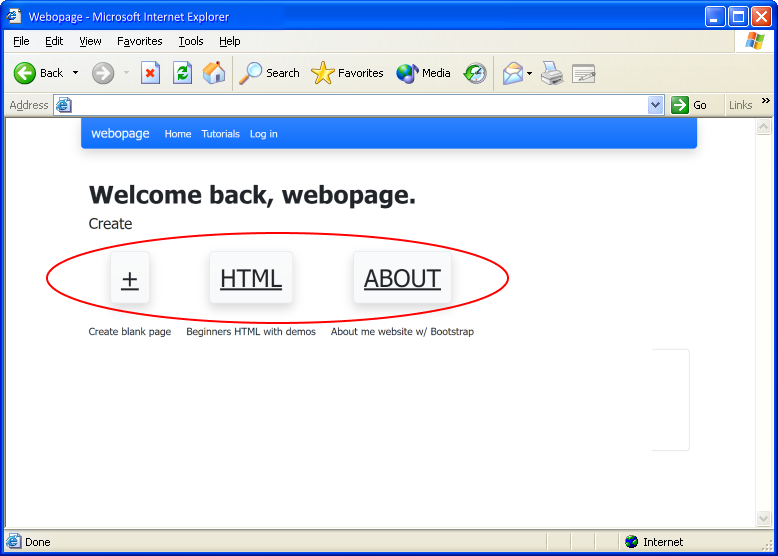 Webopage - Microsoft Internet Explorer
File Edit View Favorites Tools Help
Back Search Favorites Media
Address Go Links »
webopage Home Tutorials Log in
Welcome back, webopage.
Create
+ HTML ABOUT
Create blank page Beginners HTML with demos About me website w/ Bootstrap
Done Internet